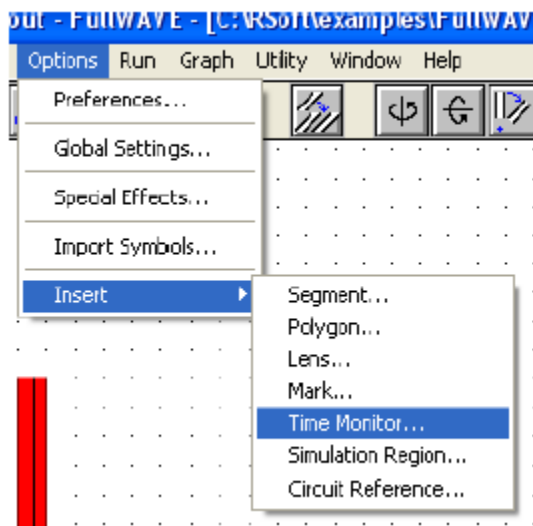 out - FullWAVE - [C:\RSoft\examples\FullWAV
Options Run Graph Utility Window Help
Preferences...
Global Settings...
Special Effects...
Import Symbols...
Insert
Segment...
Polygon...
Lens...
Mark...
Time Monitor...
Simulation Region...
Circuit Reference...